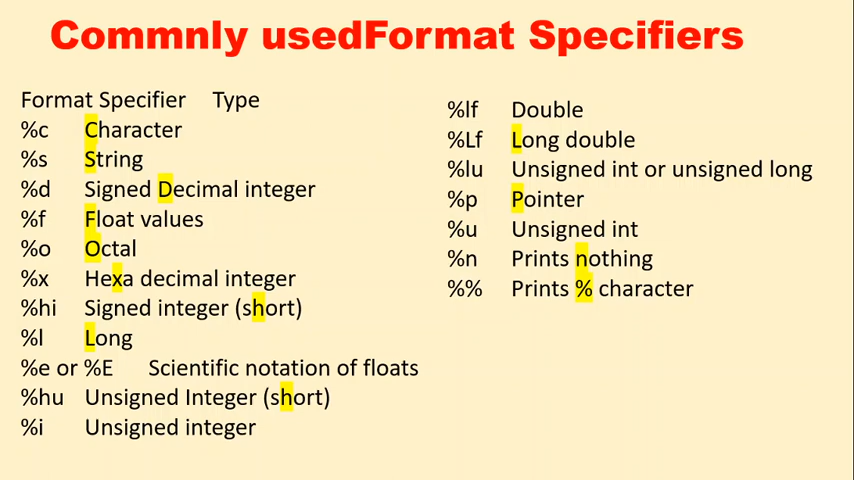 Commnly usedFormat Specifiers
Format Specifier Type
%c Character
%s String
%d Signed Decimal integer
%f Float values
%o Octal
%x Hexa decimal integer
%hi Signed integer (short)
%l Long
%e or %E Scientific notation of floats
%hu Unsigned Integer (short)
%i Unsigned integer
%lf Double
%Lf Long double
%lu Unsigned int or unsigned long
%p Pointer
%u Unsigned int
%n Prints nothing
%% Prints % character